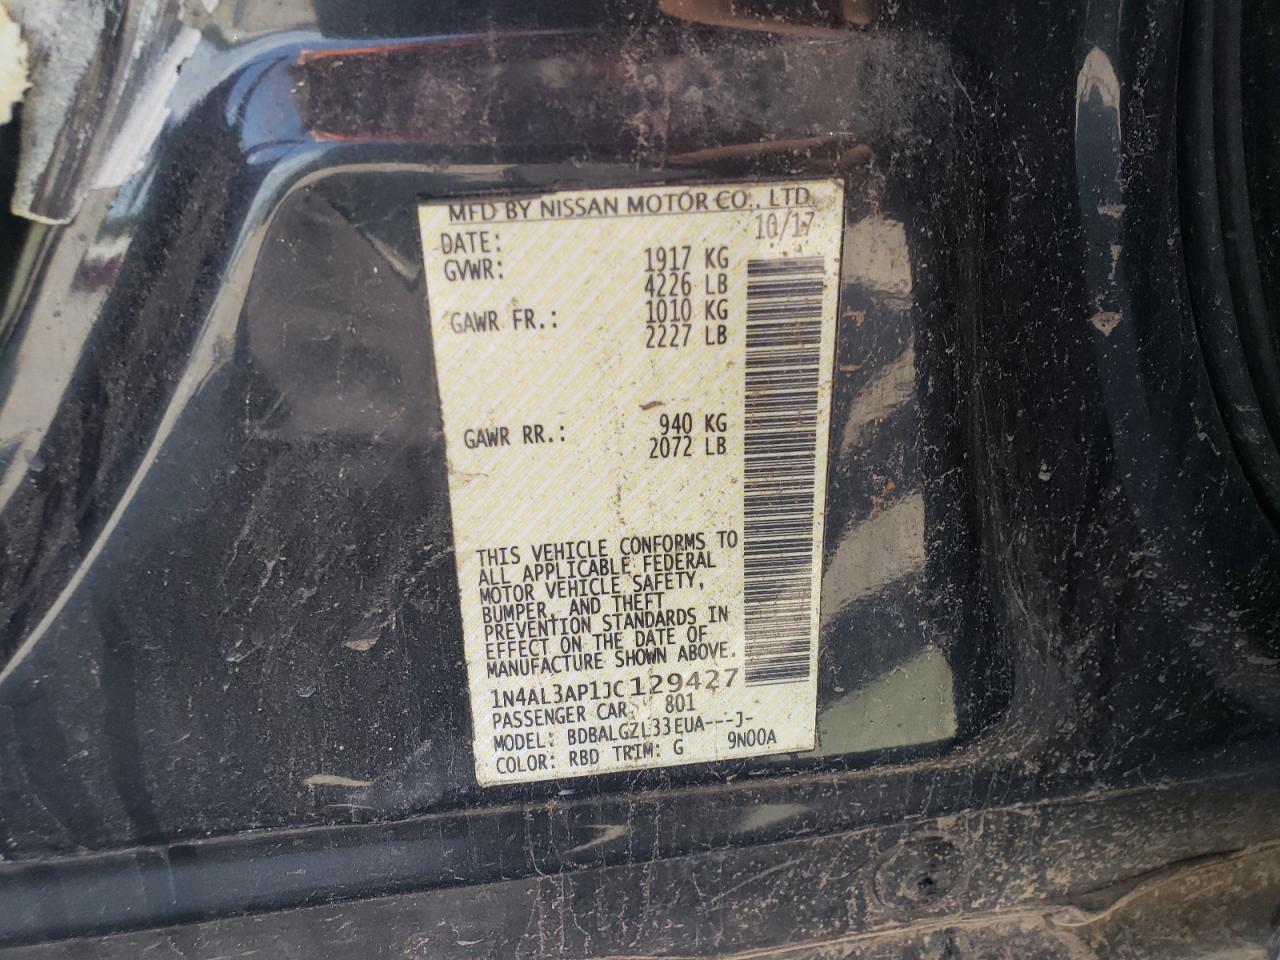 MFD BY NISSAN MOTOR CO., LTD
DATE: 10/17
GVWR: 1917 KG
4226 LB
GAWR FR.: 1010 KG
2227 LB
GAWR RR.: 940 KG
2072 LB
THIS VEHICLE CONFORMS TO
ALL APPLICABLE FEDERAL
MOTOR VEHICLE SAFETY,
BUMPER, AND THEFT
PREVENTION STANDARDS IN
EFFECT ON THE DATE OF
MANUFACTURE SHOWN ABOVE.
1N4AL3AP1JC129427
PASSENGER CAR 801
MODEL: BDBALGZL33EUA---J-
COLOR: RBD TRIM: G 9N00A